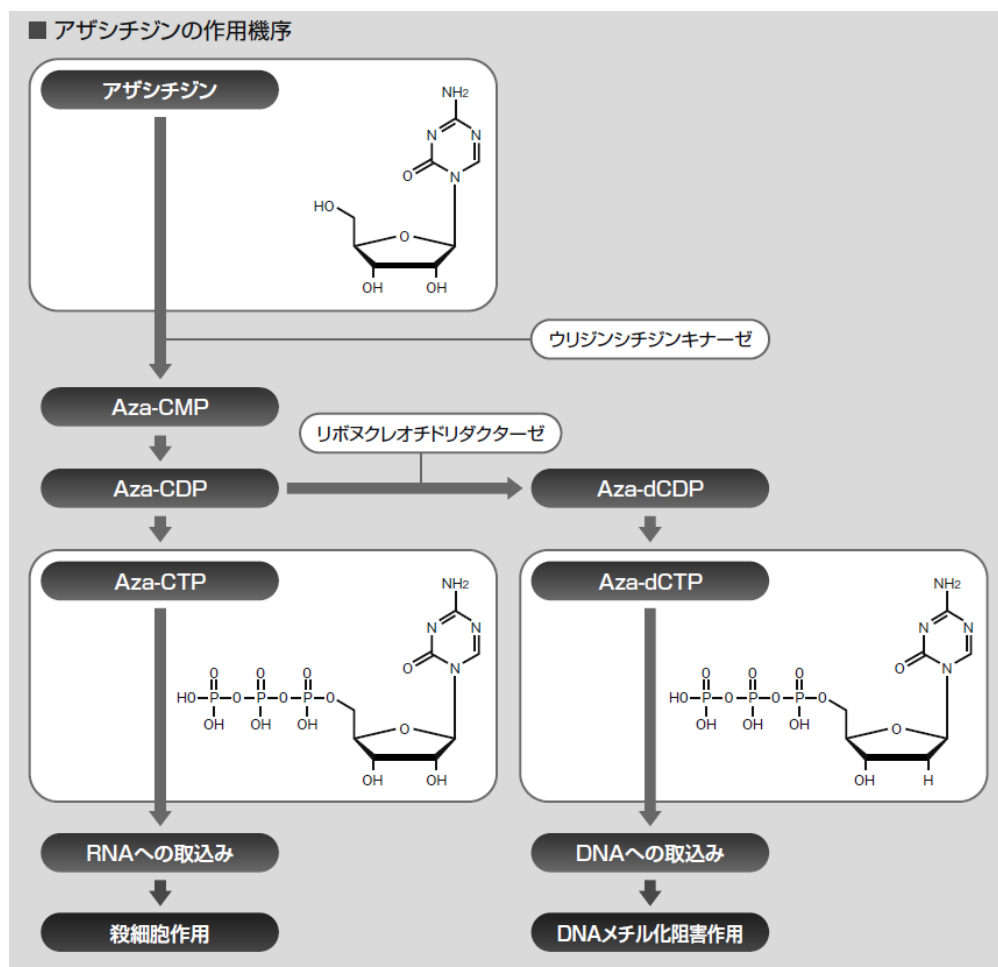 ■ アザシチジンの作用機序
アザシチジン
NH2
N N
O N
HO
O
OH OH
ウリジンシチジンキナーゼ
Aza-CMP
リボヌクレオチドリダクターゼ
Aza-CDP
Aza-dCDP
Aza-CTP
NH2
N N
O N
O O O
HO-P-O-P-O-P-O
OH OH OH
O
OH OH
Aza-dCTP
NH2
N N
O N
O O O
HO-P-O-P-O-P-O
OH OH OH
O
OH H
RNAへの取込み
DNAへの取込み
殺細胞作用
DNAメチル化阻害作用